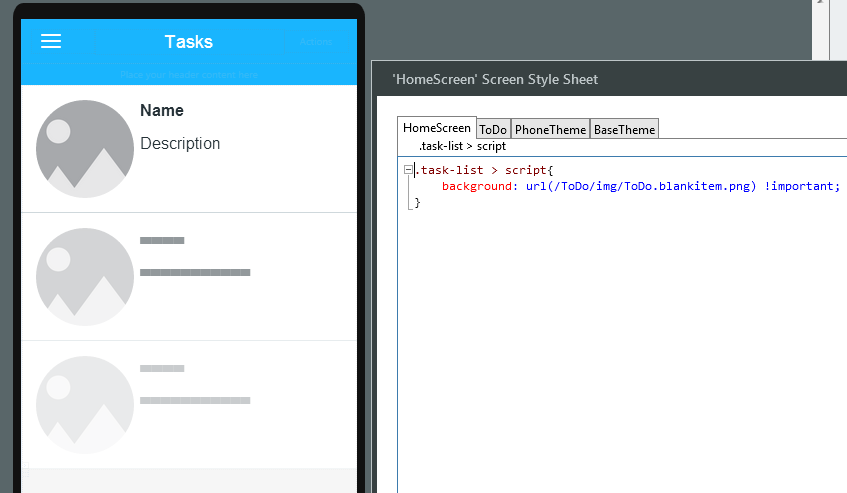 Tasks
Actions
Place your header content here
Name
Description
'HomeScreen' Screen Style Sheet
HomeScreen
ToDo
PhoneTheme
BaseTheme
.task-list > script
.task-list > script{
background: url(/ToDo/img/ToDo.blankitem.png) !important;
}